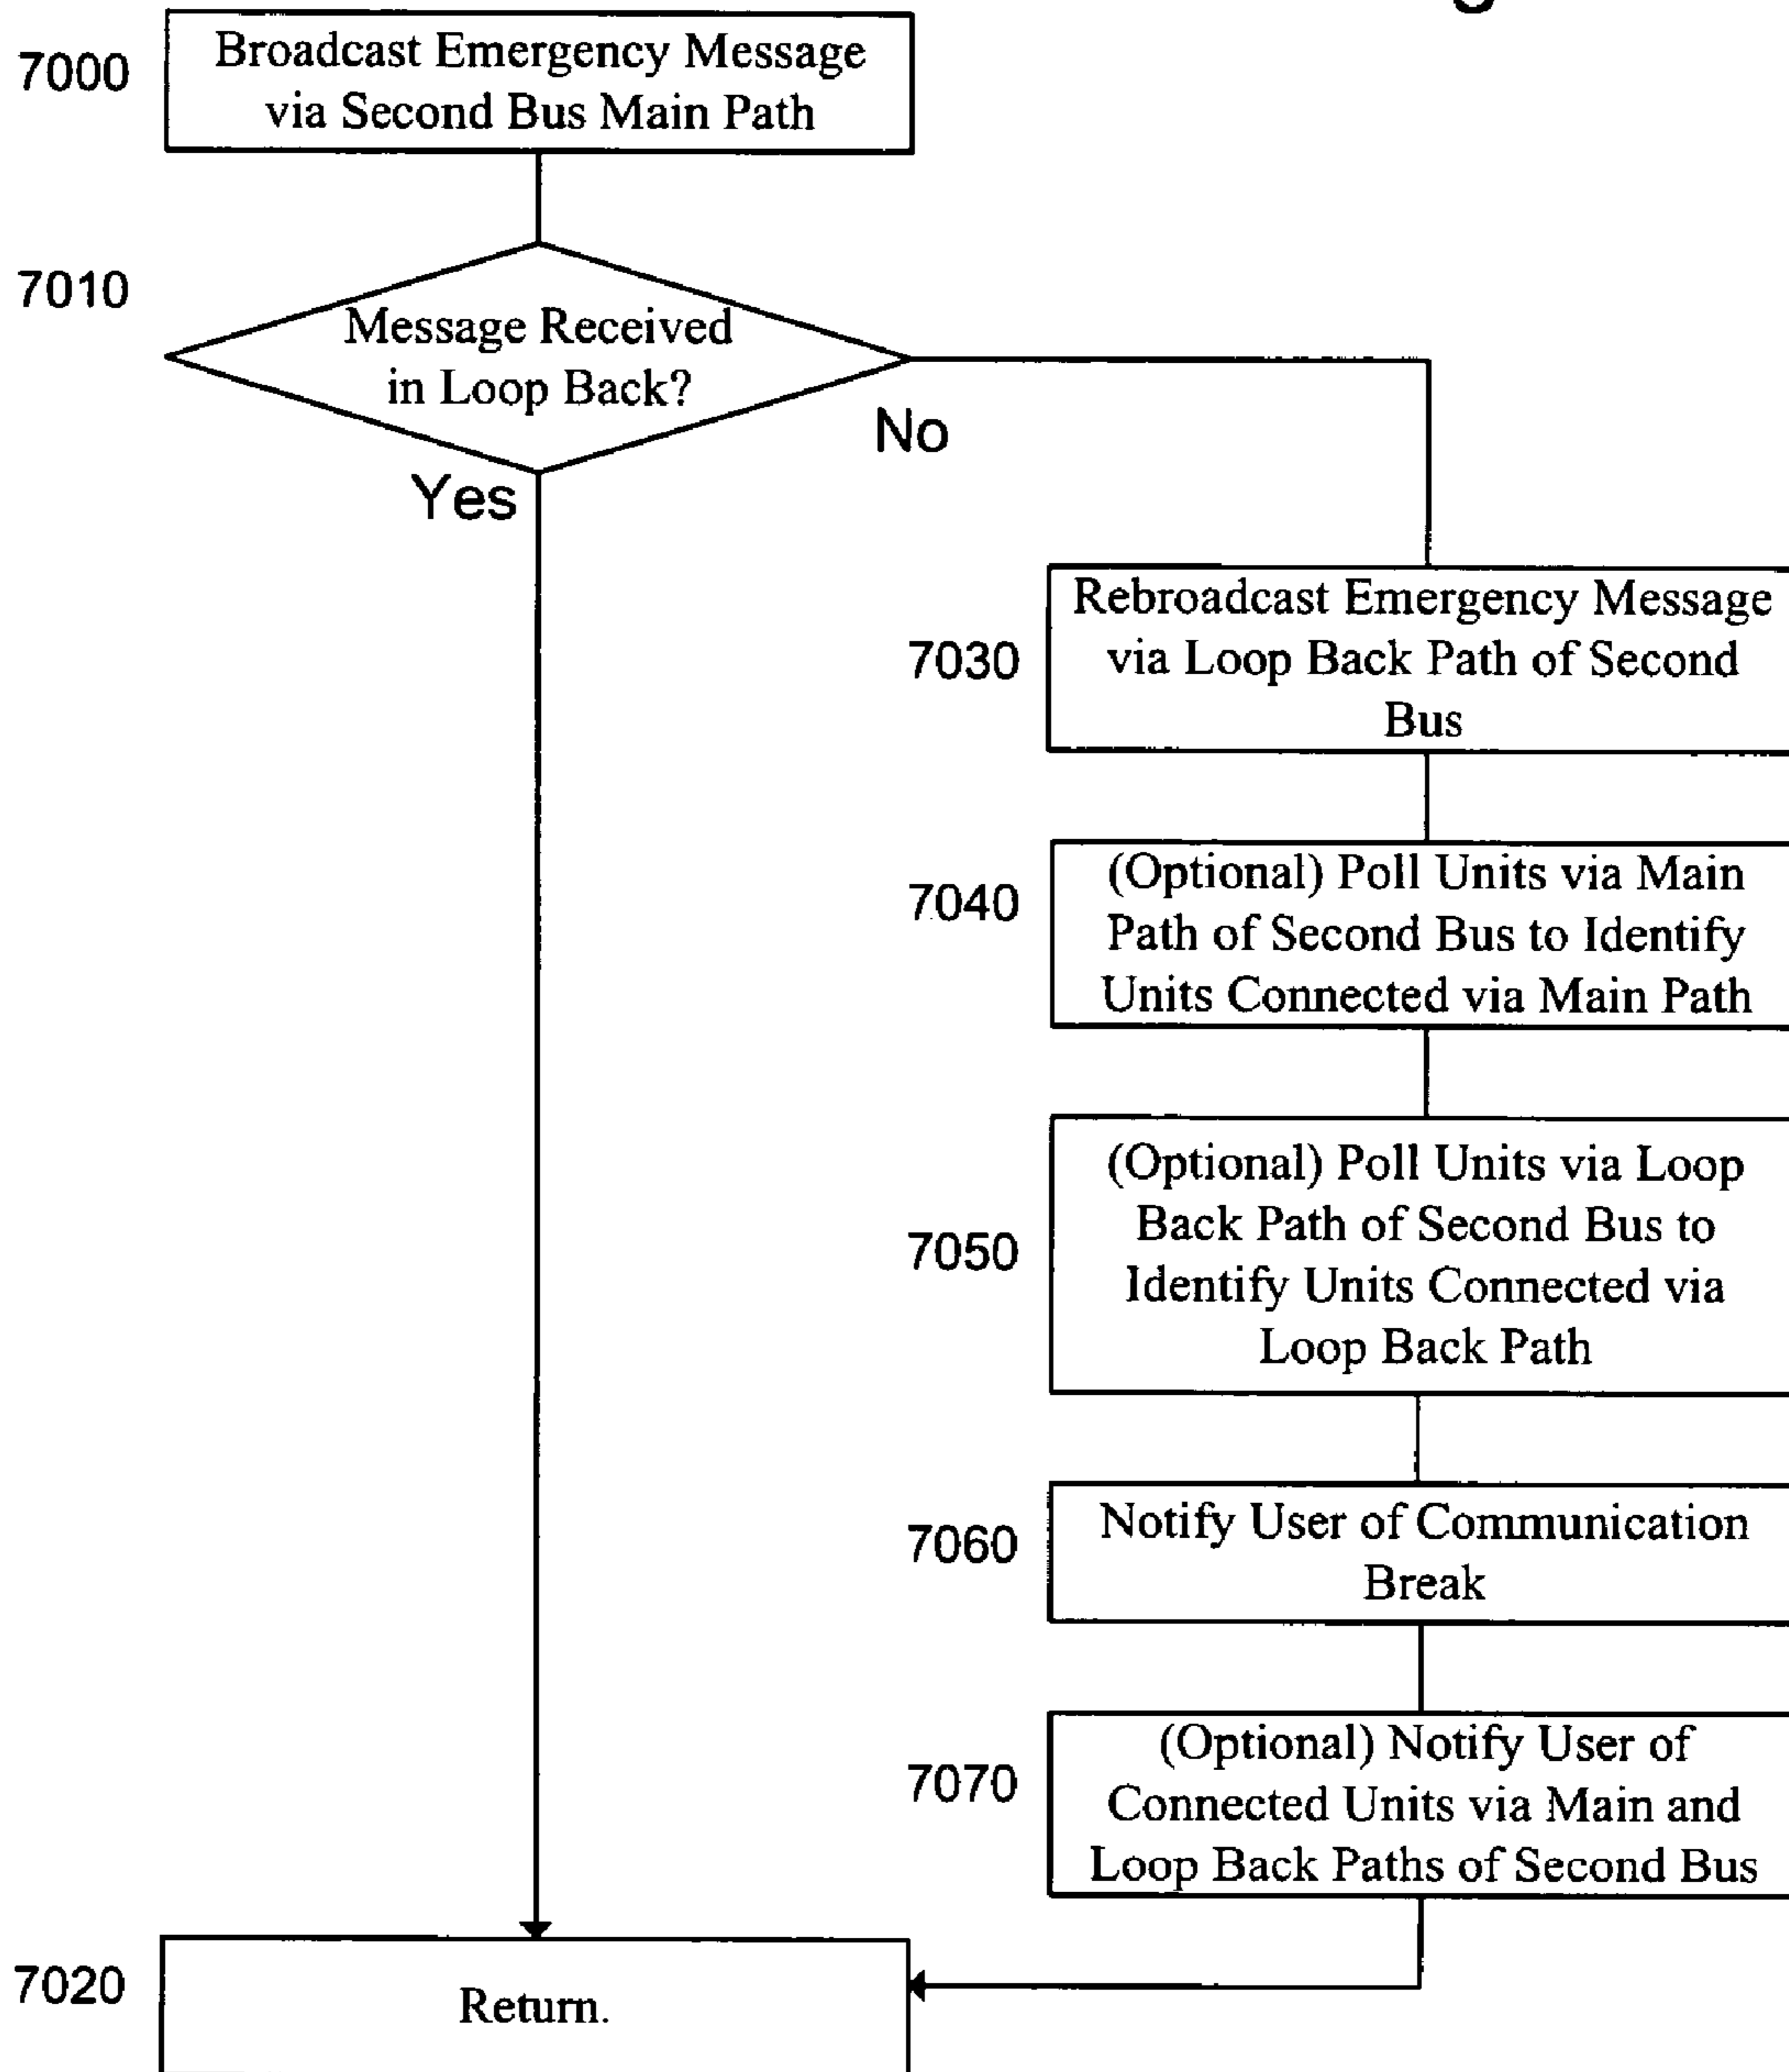 7000
Broadcast Emergency Message
via Second Bus Main Path
7010
Message Received
in Loop Back?
No
Yes
7030
Rebroadcast Emergency Message
via Loop Back Path of Second
Bus
7040
(Optional) Poll Units via Main
Path of Second Bus to Identify
Units Connected via Main Path
7050
(Optional) Poll Units via Loop
Back Path of Second Bus to
Identify Units Connected via
Loop Back Path
7060
Notify User of Communication
Break
7070
(Optional) Notify User of
Connected Units via Main and
Loop Back Paths of Second Bus
7020
Return.